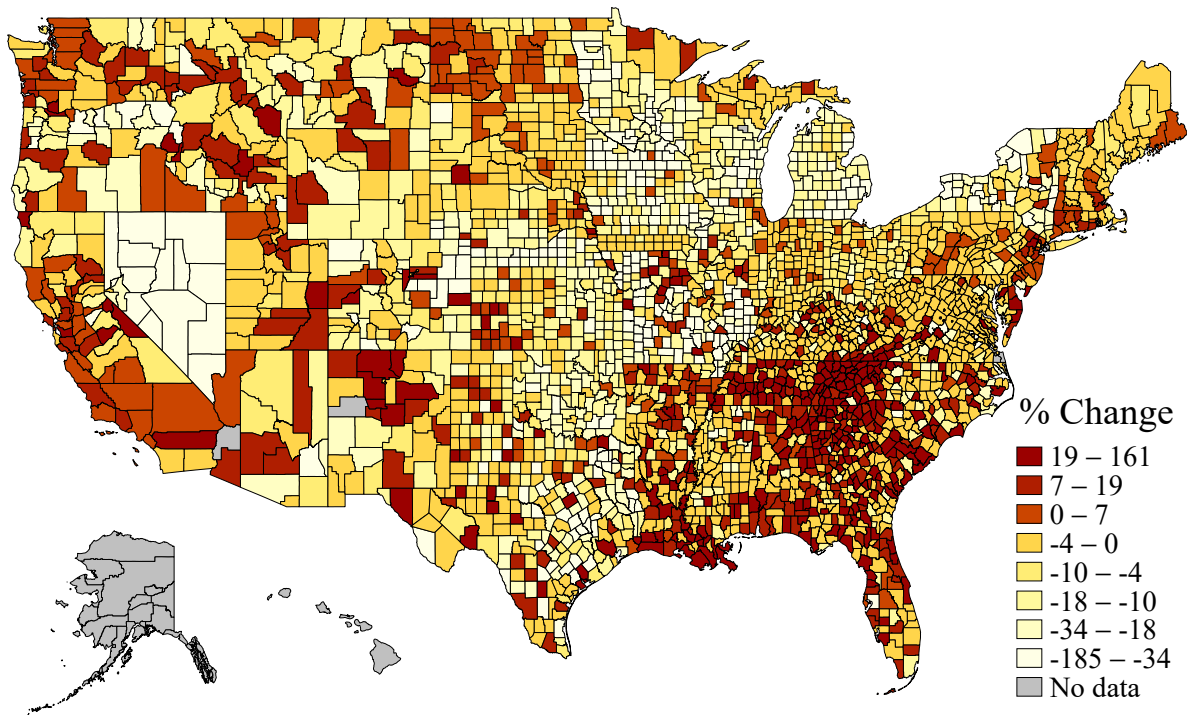 % Change
19 – 161
7 – 19
0 – 7
-4 – 0
-10 – -4
-18 – -10
-34 – -18
-185 – -34
No data